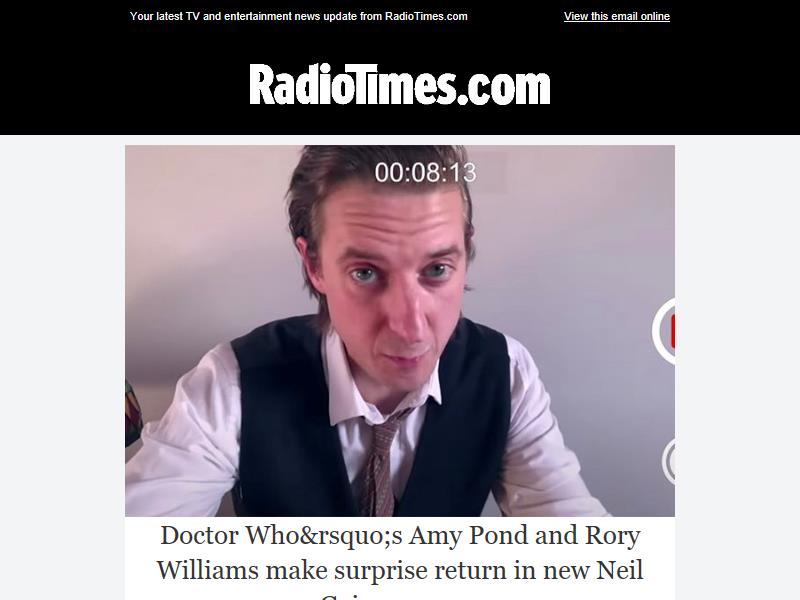 Your latest TV and entertainment news update from RadioTimes.com
View this email online
RadioTimes.com
00:08:13
Doctor Who&rsquo;s Amy Pond and Rory
Williams make surprise return in new Neil